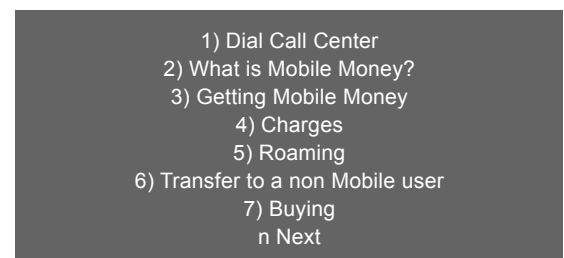 1) Dial Call Center
2) What is Mobile Money?
3) Getting Mobile Money
4) Charges
5) Roaming
6) Transfer to a non Mobile user
7) Buying
n Next